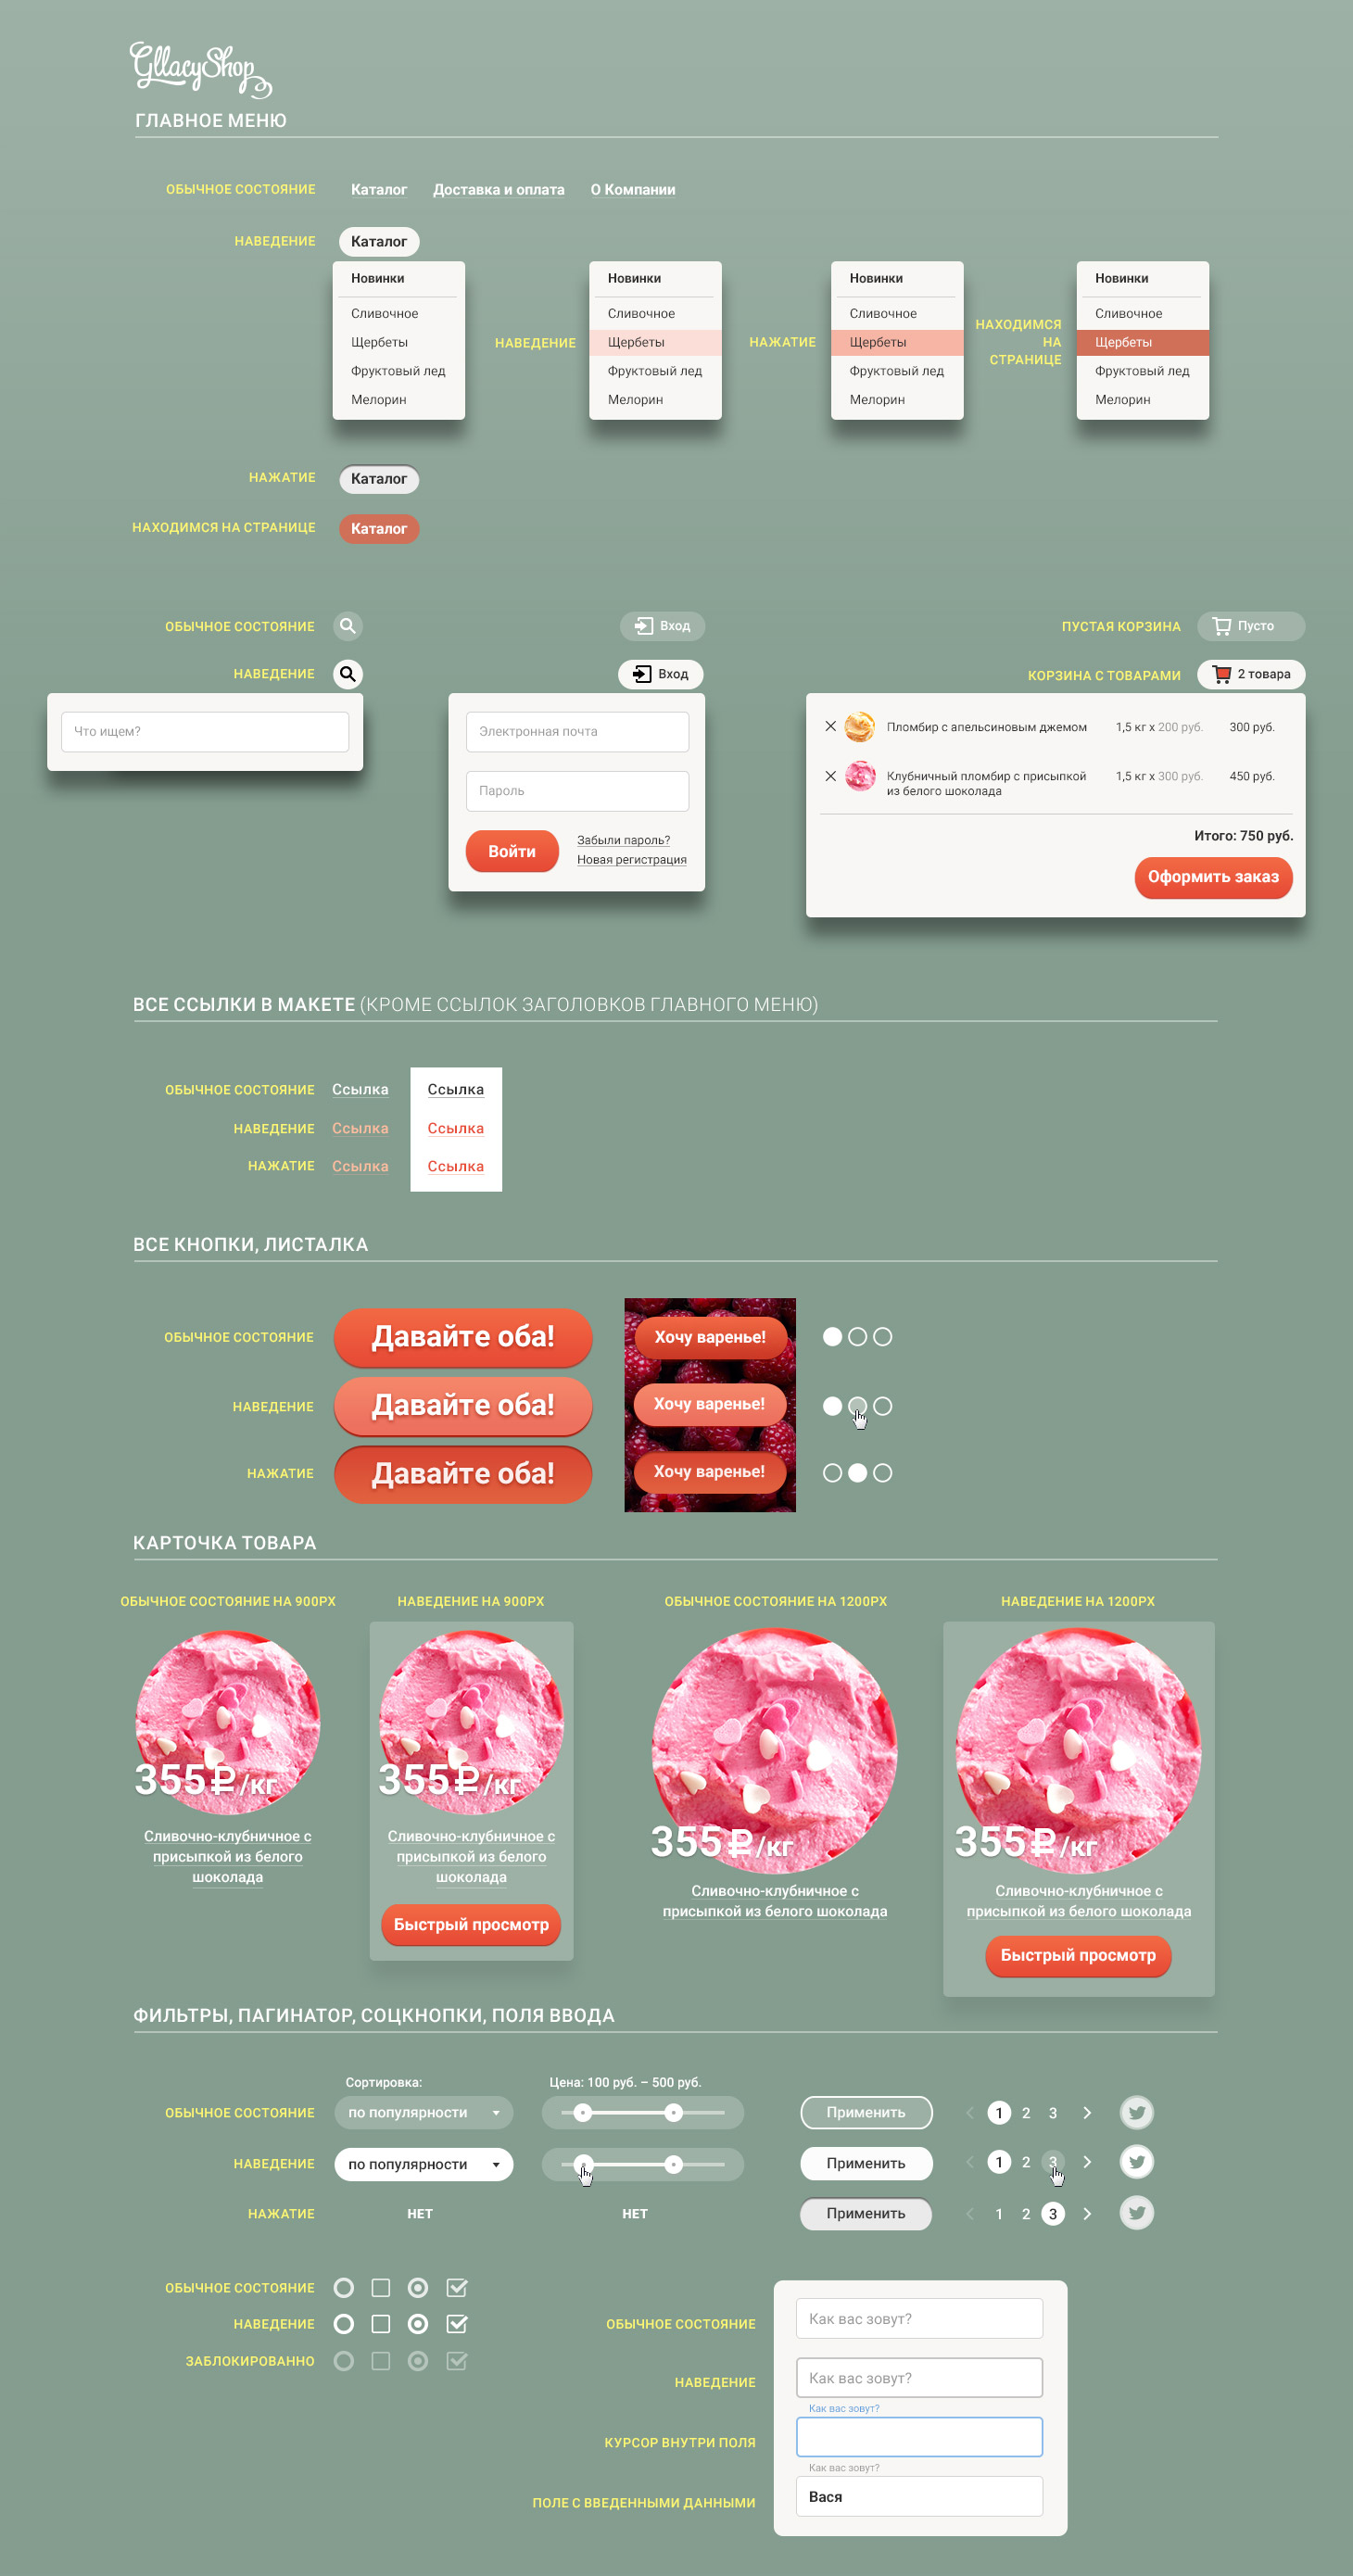 GllacyShop
ГЛАВНОЕ МЕНЮ
ОБЫЧНОЕ СОСТОЯНИЕ Каталог Доставка и оплата О Компании
НАВЕДЕНИЕ Каталог
Новинки
Сливочное
Щербеты
Фруктовый лед
Мелорин
НАВЕДЕНИЕ
Новинки
Сливочное
Щербеты
Фруктовый лед
Мелорин
НАЖАТИЕ
Новинки
Сливочное
Щербеты
Фруктовый лед
Мелорин
НАХОДИМСЯ
НА
СТРАНИЦЕ
Новинки
Сливочное
Щербеты
Фруктовый лед
Мелорин
НАЖАТИЕ Каталог
НАХОДИМСЯ НА СТРАНИЦЕ Каталог
ОБЫЧНОЕ СОСТОЯНИЕ Вход ПУСТАЯ КОРЗИНА Пусто
НАВЕДЕНИЕ Вход КОРЗИНА С ТОВАРАМИ 2 товара
Что ищем?
Электронная почта
Пароль
Войти
Забыли пароль?
Новая регистрация
Пломбир с апельсиновым джемом 1,5 кг х 200 руб. 300 руб.
Клубничный пломбир с присыпкой 1,5 кг х 300 руб. 450 руб.
из белого шоколада
Итого: 750 руб.
Оформить заказ
ВСЕ ССЫЛКИ В МАКЕТЕ (КРОМЕ ССЫЛОК ЗАГОЛОВКОВ ГЛАВНОГО МЕНЮ)
ОБЫЧНОЕ СОСТОЯНИЕ Ссылка Ссылка
НАВЕДЕНИЕ Ссылка Ссылка
НАЖАТИЕ Ссылка Ссылка
ВСЕ КНОПКИ, ЛИСТАЛКА
ОБЫЧНОЕ СОСТОЯНИЕ Давайте оба! Хочу варенье!
НАВЕДЕНИЕ Давайте оба! Хочу варенье!
НАЖАТИЕ Давайте оба! Хочу варенье!
КАРТОЧКА ТОВАРА
ОБЫЧНОЕ СОСТОЯНИЕ НА 900PX НАВЕДЕНИЕ НА 900PX ОБЫЧНОЕ СОСТОЯНИЕ НА 1200PX НАВЕДЕНИЕ НА 1200PX
355₽/кг
Сливочно-клубничное с
присыпкой из белого
шоколада
355₽/кг
Сливочно-клубничное с
присыпкой из белого
шоколада
Быстрый просмотр
355₽/кг
Сливочно-клубничное с
присыпкой из белого шоколада
355₽/кг
Сливочно-клубничное с
присыпкой из белого шоколада
Быстрый просмотр
ФИЛЬТРЫ, ПАГИНАТОР, СОЦКНОПКИ, ПОЛЯ ВВОДА
Сортировка: Цена: 100 руб. – 500 руб.
ОБЫЧНОЕ СОСТОЯНИЕ по популярности Применить 1 2 3
НАВЕДЕНИЕ по популярности Применить 1 2 3
НАЖАТИЕ НЕТ НЕТ Применить 1 2 3
ОБЫЧНОЕ СОСТОЯНИЕ
НАВЕДЕНИЕ
ЗАБЛОКИРОВАННО
ОБЫЧНОЕ СОСТОЯНИЕ Как вас зовут?
НАВЕДЕНИЕ Как вас зовут?
Как вас зовут?
КУРСОР ВНУТРИ ПОЛЯ
Как вас зовут?
ПОЛЕ С ВВЕДЕННЫМИ ДАННЫМИ Вася